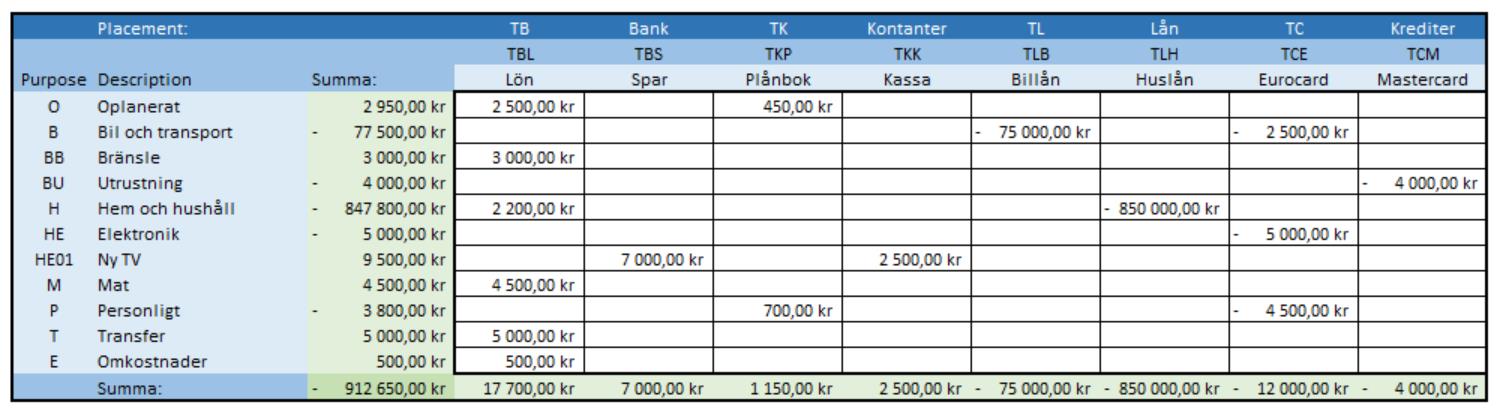 Placement: TB Bank TK Kontanter TL Lån TC Krediter
TBL TBS TKP TKK TLB TLH TCE TCM
Purpose Description Summa: Lön Spar Plånbok Kassa Billån Huslån Eurocard Mastercard
O Oplanerat 2 950,00 kr 2 500,00 kr 450,00 kr
B Bil och transport - 77 500,00 kr - 75 000,00 kr - 2 500,00 kr
BB Bränsle 3 000,00 kr 3 000,00 kr
BU Utrustning - 4 000,00 kr - 4 000,00 kr
H Hem och hushåll - 847 800,00 kr 2 200,00 kr - 850 000,00 kr
HE Elektronik - 5 000,00 kr - 5 000,00 kr
HE01 Ny TV 9 500,00 kr 7 000,00 kr 2 500,00 kr
M Mat 4 500,00 kr 4 500,00 kr
P Personligt - 3 800,00 kr 700,00 kr - 4 500,00 kr
T Transfer 5 000,00 kr 5 000,00 kr
E Omkostnader 500,00 kr 500,00 kr
Summa: - 912 650,00 kr 17 700,00 kr 7 000,00 kr 1 150,00 kr 2 500,00 kr - 75 000,00 kr - 850 000,00 kr - 12 000,00 kr - 4 000,00 kr